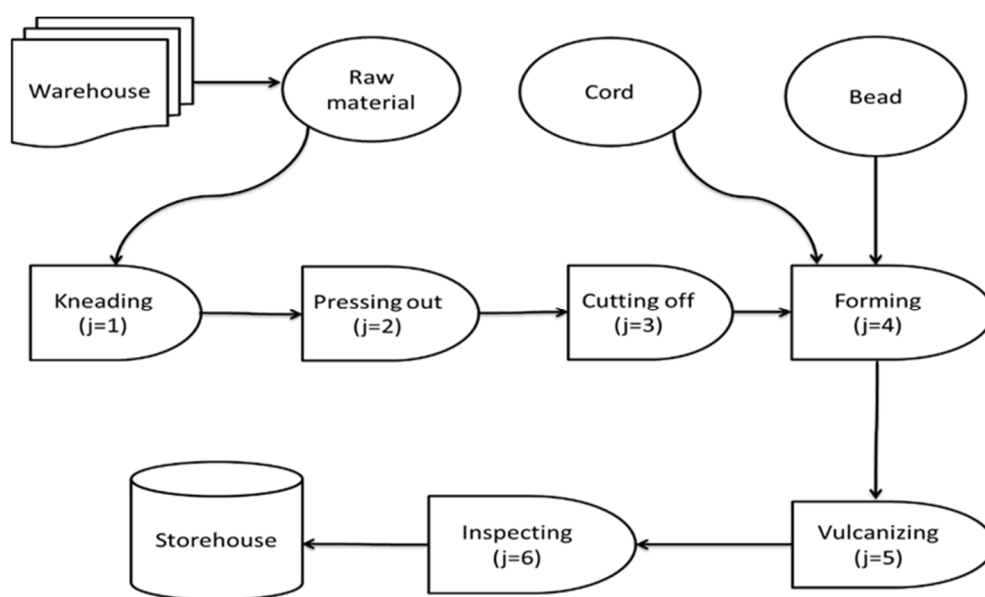 Warehouse
Raw
material
Cord
Bead
Kneading
(j=1)
Pressing out
(j=2)
Cutting off
(j=3)
Forming
(j=4)
Storehouse
Inspecting
(j=6)
Vulcanizing
(j=5)